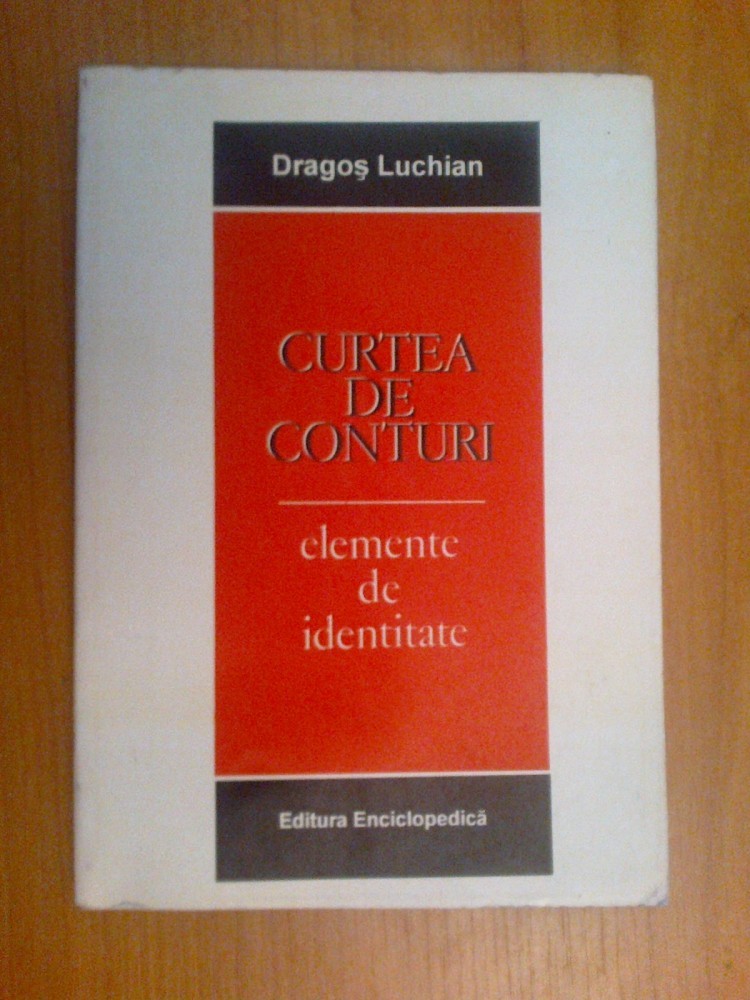 Dragoş Luchian
CURTEA
DE
CONTURI
elemente
de
identitate
Editura Enciclopedică